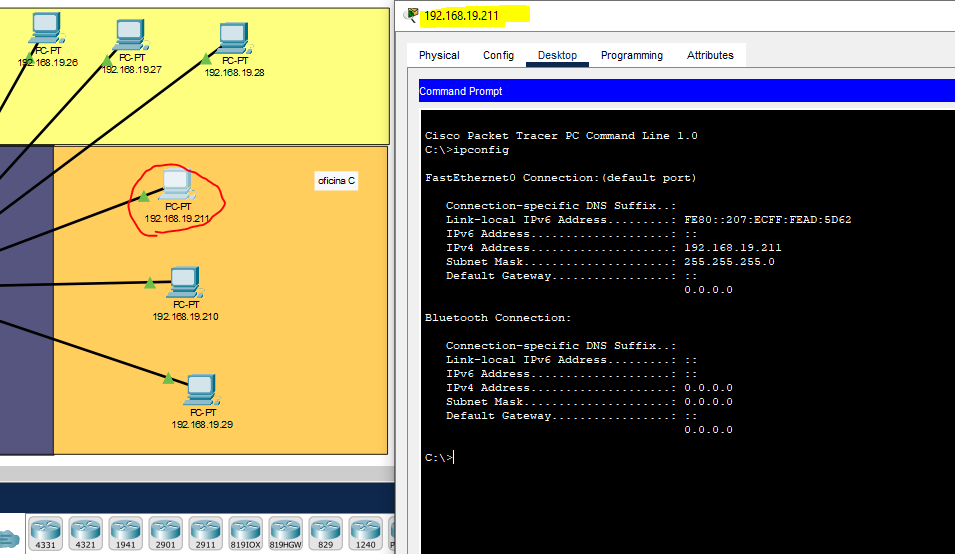 PC-PT
192.168.19.26
PC-PT
192.168.19.27
PC-PT
192.168.19.28
oficina C
PC-PT
192.168.19.211
PC-PT
192.168.19.210
PC-PT
192.168.19.29
4331
4321
1941
2901
2911
819IOX
819HGW
829
1240
192.168.19.211
Physical Config Desktop Programming Attributes
Command Prompt
Cisco Packet Tracer PC Command Line 1.0
C:\>ipconfig
FastEthernet0 Connection:(default port)
Connection-specific DNS Suffix..:
Link-local IPv6 Address.........: FE80::207:ECFF:FEAD:5D62
IPv6 Address....................: ::
IPv4 Address....................: 192.168.19.211
Subnet Mask.....................: 255.255.255.0
Default Gateway.................: ::
0.0.0.0
Bluetooth Connection:
Connection-specific DNS Suffix..:
Link-local IPv6 Address.........: ::
IPv6 Address....................: ::
IPv4 Address....................: 0.0.0.0
Subnet Mask.....................: 0.0.0.0
Default Gateway.................: ::
0.0.0.0
C:\>